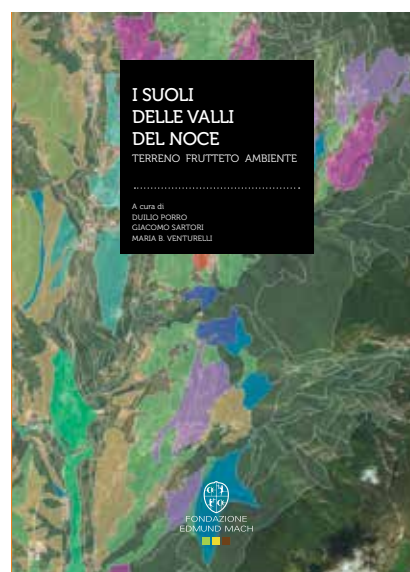 I SUOLI
DELLE VALLI
DEL NOCE
TERRENO FRUTTETO AMBIENTE
A cura di
DUILIO PORRO
GIACOMO SARTORI
MARIA B. VENTURELLI
FONDAZIONE
EDMUND MACH